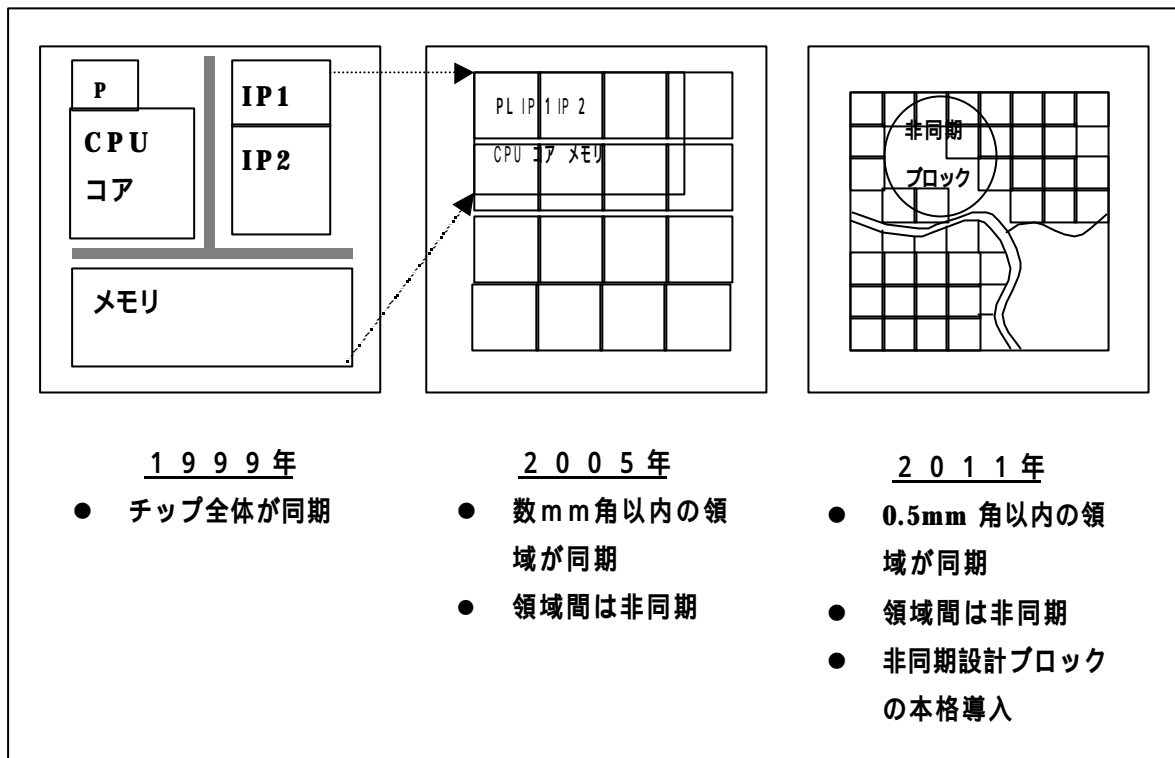 P
CPU
コア
IP1
IP2
メモリ
PL IP 1 IP 2
CPU コア メモリ
非同期
ブロック
1999年
● チップ全体が同期
2005年
● 数mm角以内の領
域が同期
● 領域間は非同期
2011年
● 0.5mm 角以内の領
域が同期
● 領域間は非同期
● 非同期設計ブロック
の本格導入